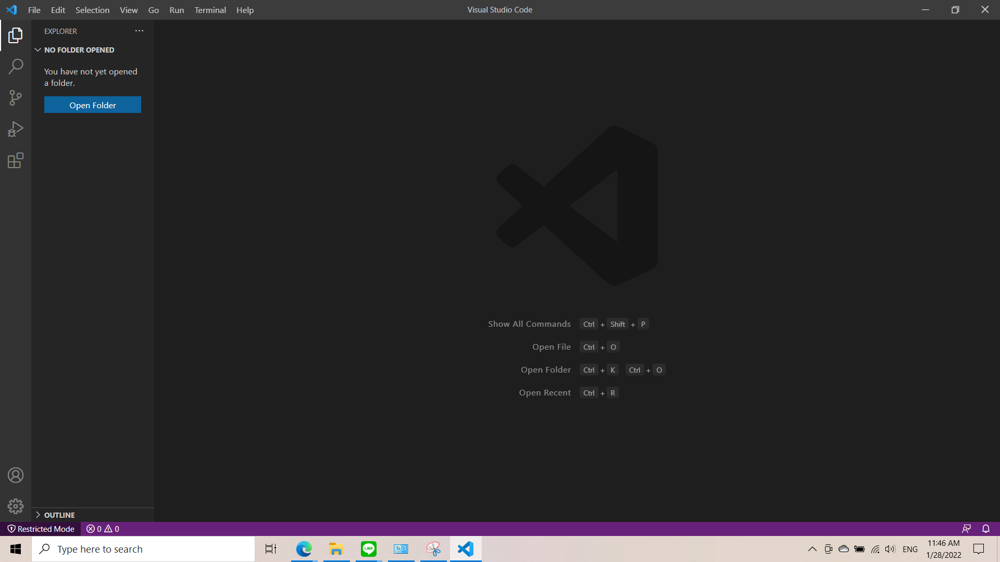 File Edit Selection View Go Run Terminal Help
Visual Studio Code
EXPLORER
NO FOLDER OPENED
You have not yet opened
a folder.
Open Folder
Show All Commands Ctrl + Shift + P
Open File Ctrl + O
Open Folder Ctrl + K Ctrl + O
Open Recent Ctrl + R
OUTLINE
Restricted Mode 0 0
Type here to search
LINE
ENG
11:46 AM
1/28/2022